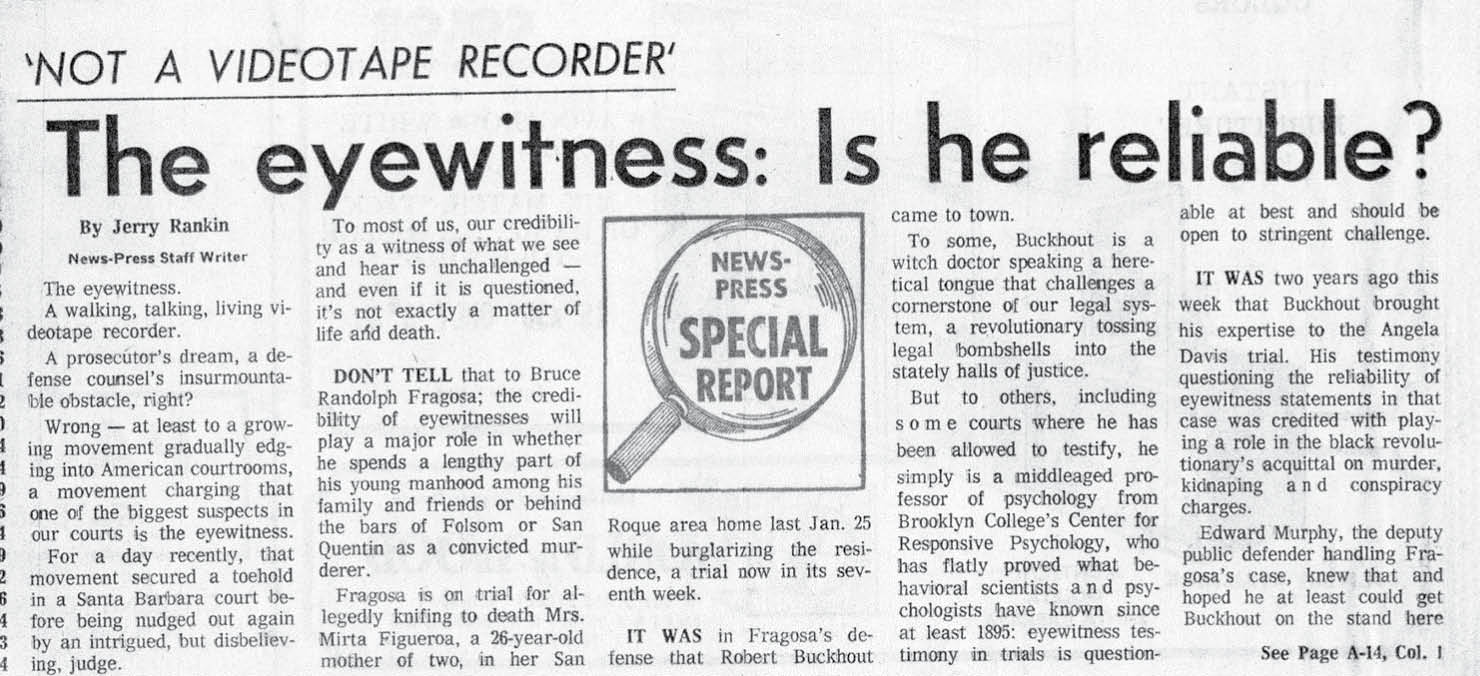 'NOT A VIDEOTAPE RECORDER'
The eyewitness: Is he reliable?
By Jerry Rankin
News-Press Staff Writer
The eyewitness.
A walking, talking, living vi-
deotape recorder.
A prosecutor's dream, a de-
fense counsel's insurmounta-
ble obstacle, right?
Wrong — at least to a grow-
ing movement gradually edg-
ing into American courtrooms,
a movement charging that
one of the biggest suspects in
our courts is the eyewitness.
For a day recently, that
movement secured a toehold
in a Santa Barbara court be-
fore being nudged out again
by an intrigued, but disbeliev-
ing, judge.
To most of us, our credibili-
ty as a witness of what we see
and hear is unchallenged —
and even if it is questioned,
it's not exactly a matter of
life and death.
DON'T TELL that to Bruce
Randolph Fragosa; the credi-
bility of eyewitnesses will
play a major role in whether
he spends a lengthy part of
his young manhood among his
family and friends or behind
the bars of Folsom or San
Quentin as a convicted mur-
derer.
Fragosa is on trial for al-
legedly knifing to death Mrs.
Mirta Figueroa, a 26-year-old
mother of two, in her San
NEWS-
PRESS
SPECIAL
REPORT
Roque area home last Jan. 25
while burglarizing the resi-
dence, a trial now in its sev-
enth week.
IT WAS in Fragosa's de-
fense that Robert Buckhout
came to town.
To some, Buckhout is a
witch doctor speaking a here-
tical tongue that challenges a
cornerstone of our legal sys-
tem, a revolutionary tossing
legal bombshells into the
stately halls of justice.
But to others, including
some courts where he has
been allowed to testify, he
simply is a middleaged pro-
fessor of psychology from
Brooklyn College's Center for
Responsive Psychology, who
has flatly proved what be-
havioral scientists and psy-
chologists have known since
at least 1895: eyewitness tes-
timony in trials is question-
able at best and should be
open to stringent challenge.
IT WAS two years ago this
week that Buckhout brought
his expertise to the Angela
Davis trial. His testimony
questioning the reliability of
eyewitness statements in that
case was credited with play-
ing a role in the black revolu-
tionary's acquittal on murder,
kidnaping and conspiracy
charges.
Edward Murphy, the deputy
public defender handling Fra-
gosa's case, knew that and
hoped he at least could get
Buckhout on the stand here
See Page A-14, Col. 1